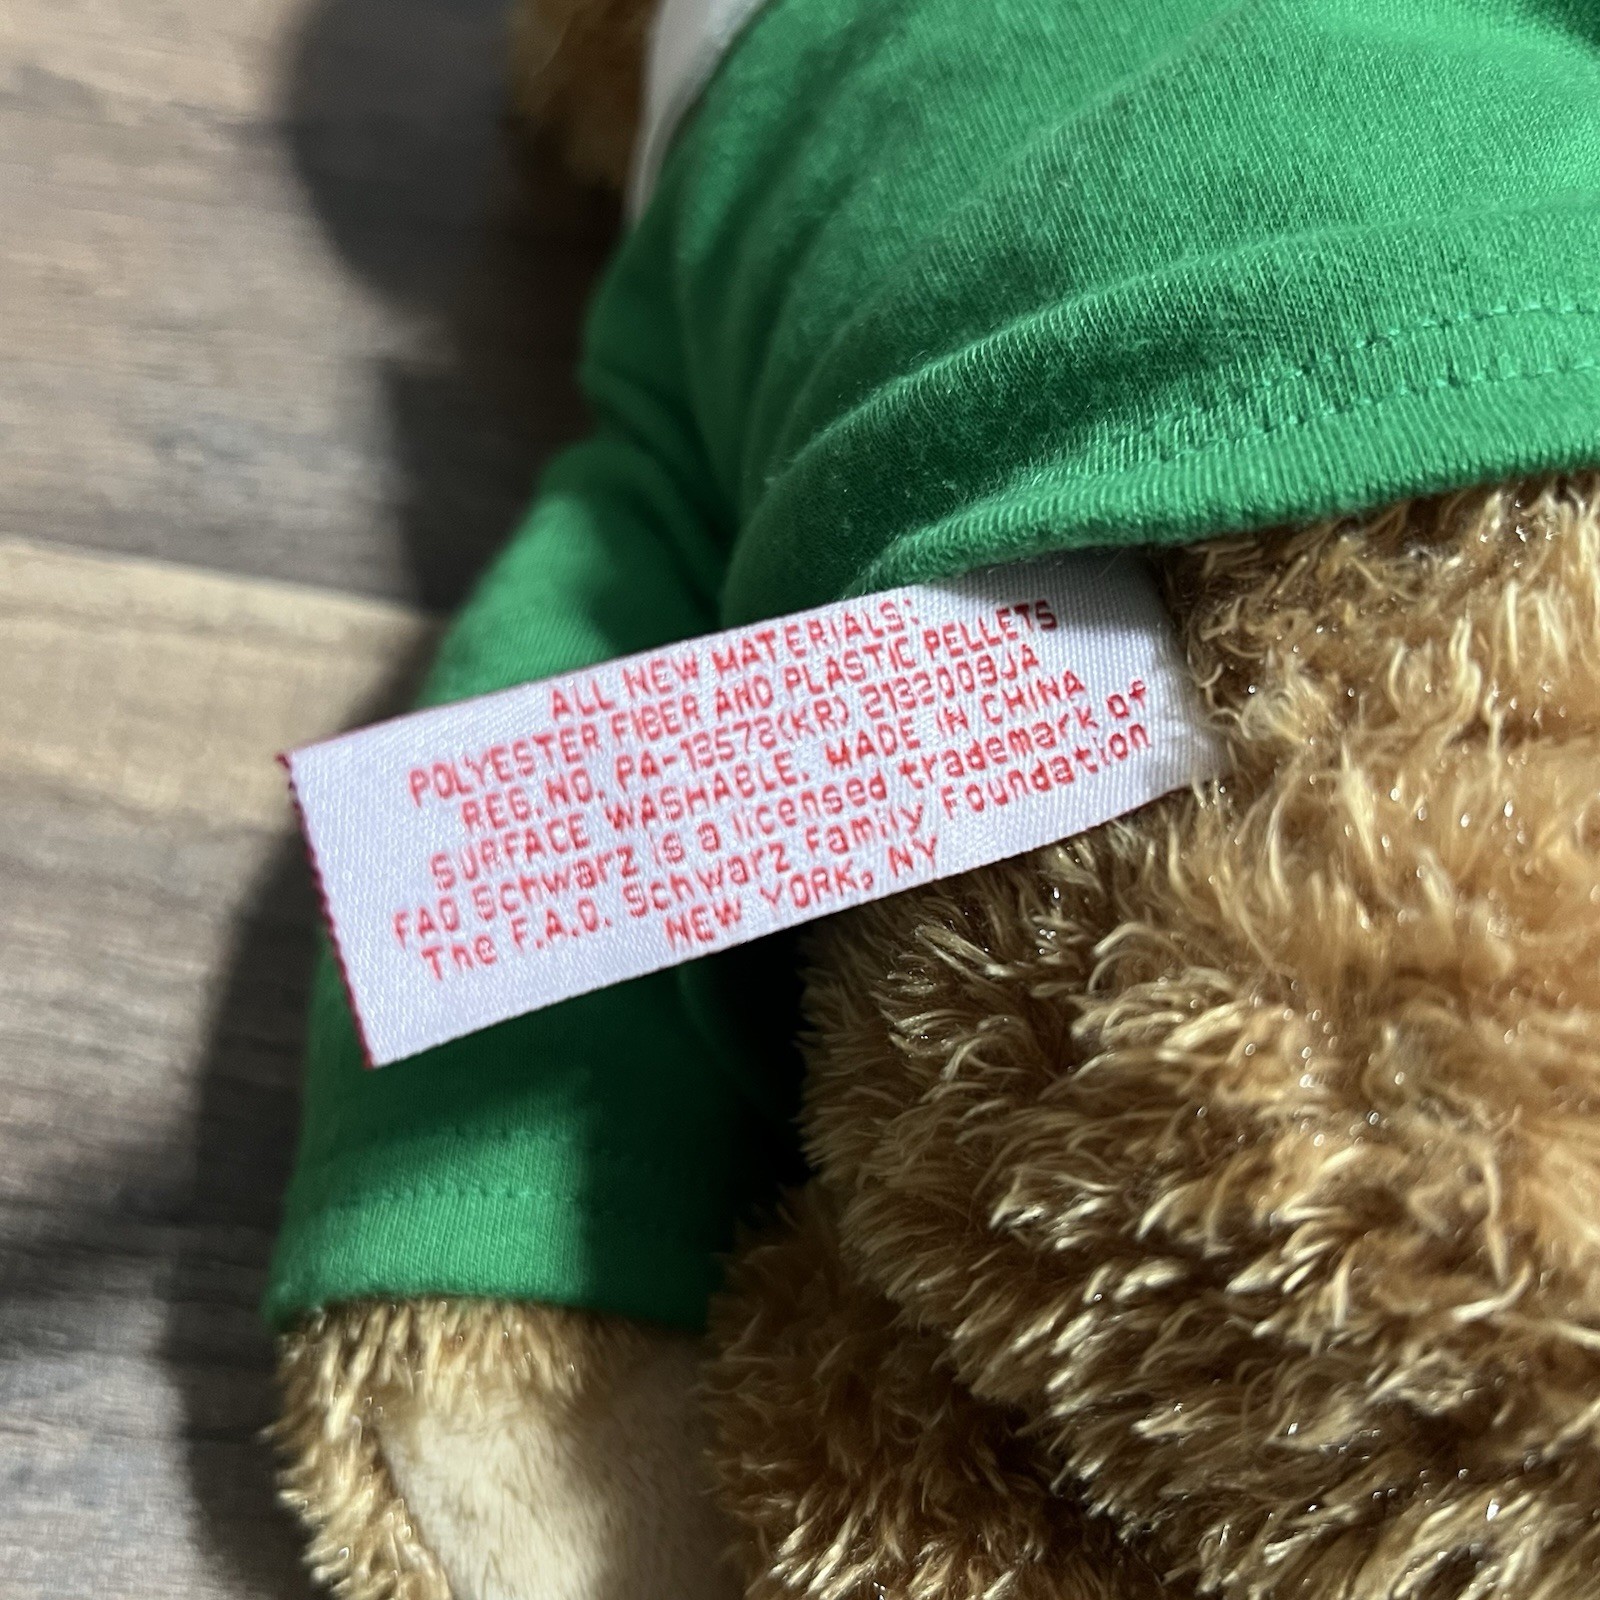 ALL NEW MATERIALS:
POLYESTER FIBER AND PLASTIC PELLETS
REG.NO. PA-13573(KR) 2132009JA
SURFACE WASHABLE. MADE IN CHINA
FAO Schwarz is a licensed trademark of
The F.A.O. Schwarz Family Foundation
NEW YORK, NY